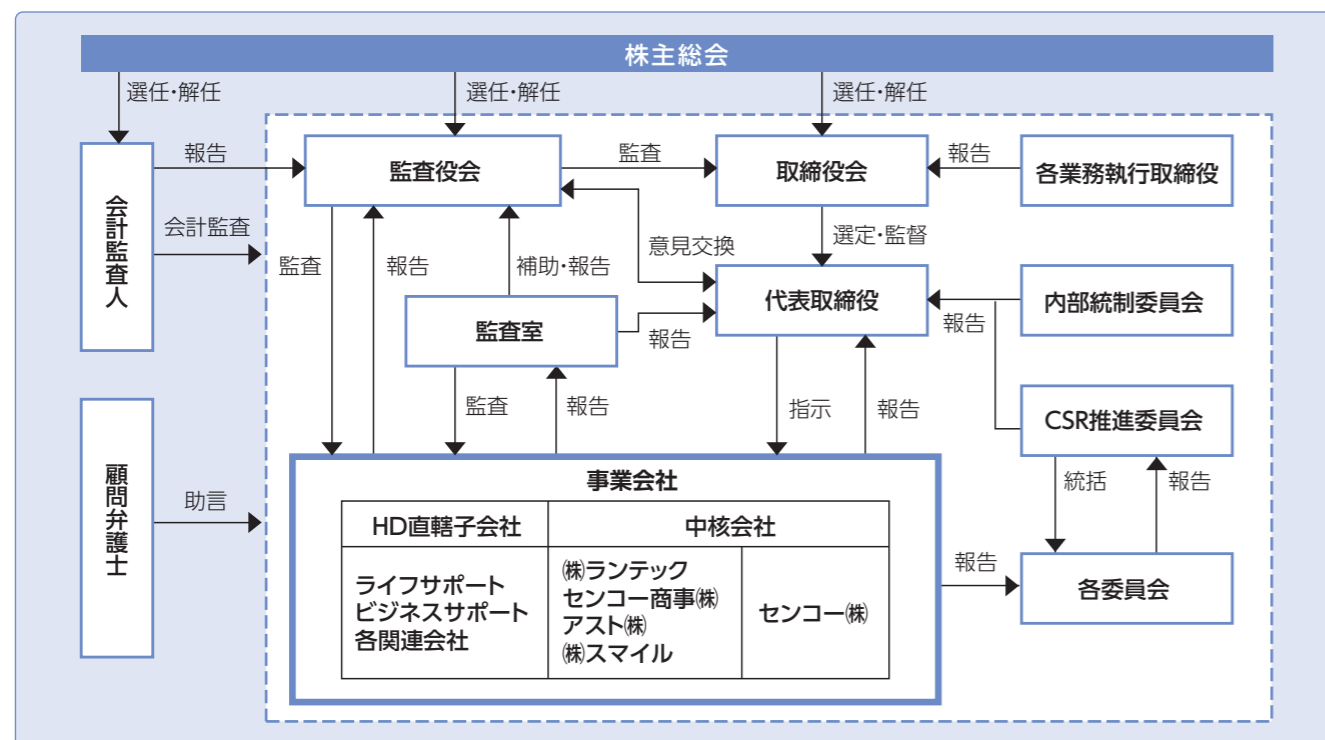 株主総会
選任・解任
選任・解任
選任・解任
会計監査人
報告
監査役会
監査
取締役会
報告
各業務執行取締役
会計監査
監査
報告
補助・報告
意見交換
選定・監督
監査室
報告
代表取締役
報告
内部統制委員会
監査
報告
指示
報告
CSR推進委員会
統括
報告
顧問弁護士
助言
事業会社
HD直轄子会社
中核会社
ライフサポート
ビジネスサポート
各関連会社
㈱ランテック
センコー商事㈱
アスト㈱
㈱スマイル
センコー㈱
報告
各委員会